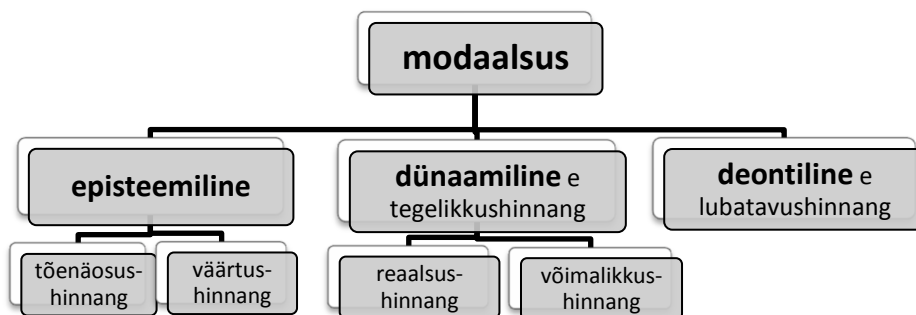 modaalsus
episteemiline
dünaamiline e
tegelikkushinnang
deontiline e
lubatavushinnang
tõenäosus-
hinnang
väärtus-
hinnang
reaalsus-
hinnang
võimalikkus-
hinnang